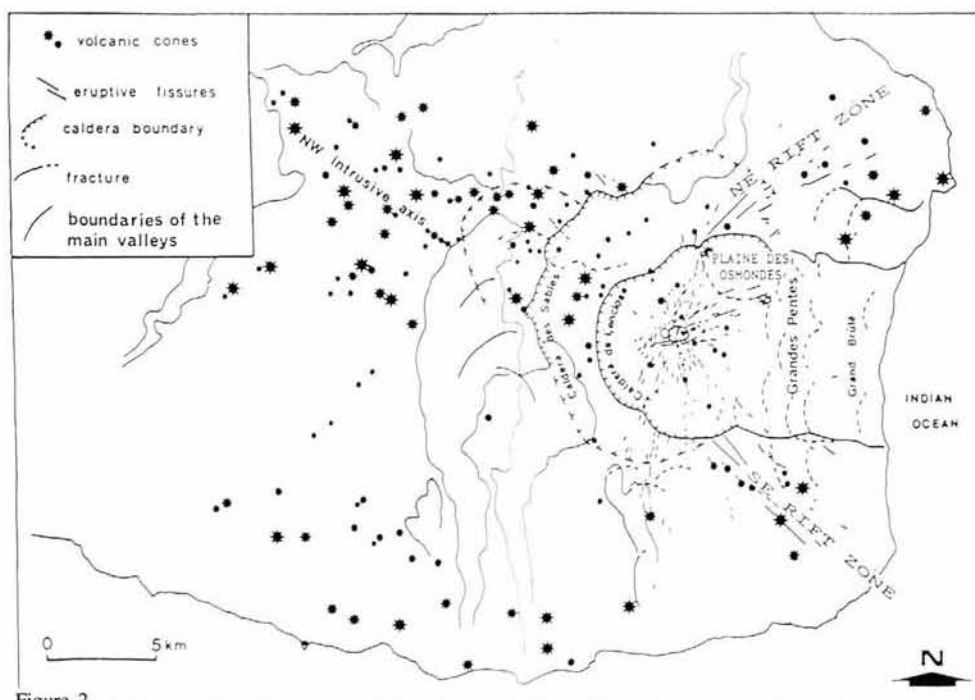 volcanic cones
eruptive fissures
caldera boundary
fracture
boundaries of the
main valleys
NW Intrusive axis
NE RIFT ZONE
PLAINE DES
OSMONDES
Caldera des Sables
Caldera de l'enclose
Grandes Pentes
Grand Brûlé
INDIAN
OCEAN
SE RIFT ZONE
0 5 km
N
Figure 2